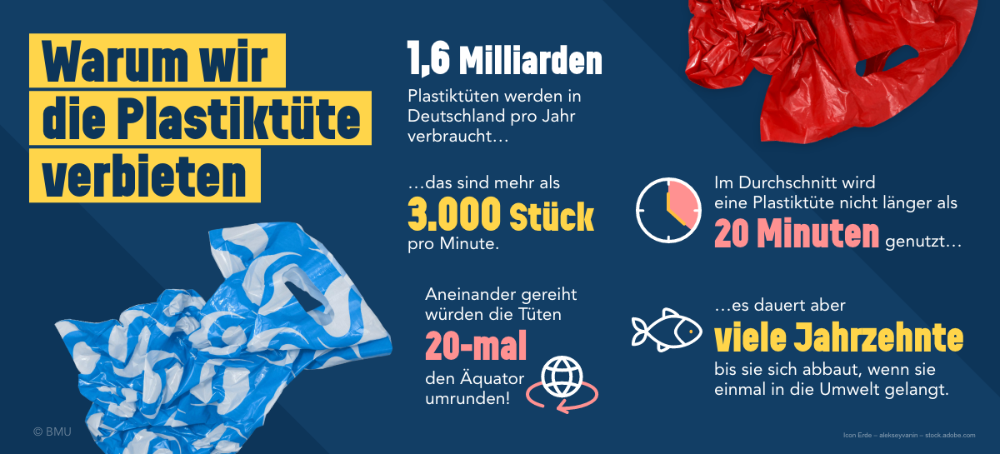 Warum wir
die Plastiktüte
verbieten
1,6 Milliarden
Plastiktüten werden in
Deutschland pro Jahr
verbraucht…
…das sind mehr als
3.000 Stück
pro Minute.
Aneinander gereiht
würden die Tüten
20-mal
den Äquator
umrunden!
Im Durchschnitt wird
eine Plastiktüte nicht länger als
20 Minuten genutzt…
…es dauert aber
viele Jahrzehnte
bis sie sich abbaut, wenn sie
einmal in die Umwelt gelangt.
© BMU
Icon Erde – alekseyvanin – stock.adobe.com